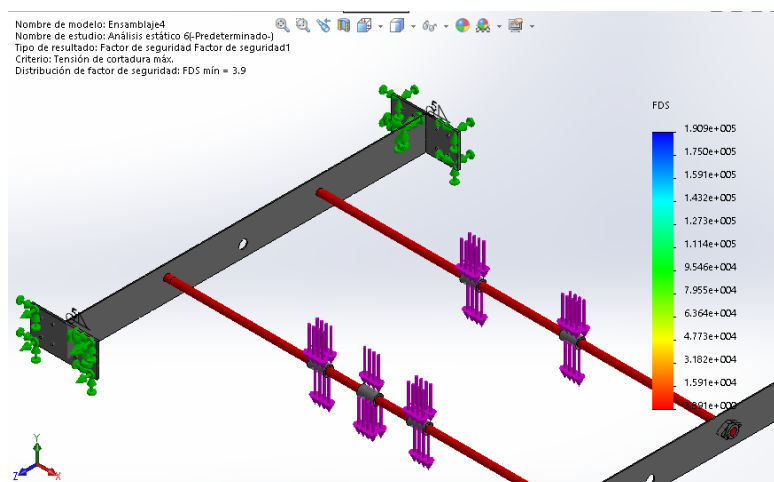 Nombre de modelo: Ensamblaje4
Nombre de estudio: Análisis estático 6(-Predeterminado-)
Tipo de resultado: Factor de seguridad Factor de seguridad1
Criterio: Tensión de cortadura máx.
Distribución de factor de seguridad: FDS mín = 3.9
FDS
1.909e+005
1.750e+005
1.591e+005
1.432e+005
1.273e+005
1.114e+005
9.546e+004
7.955e+004
6.364e+004
4.773e+004
3.182e+004
1.591e+004
Y
Z
X